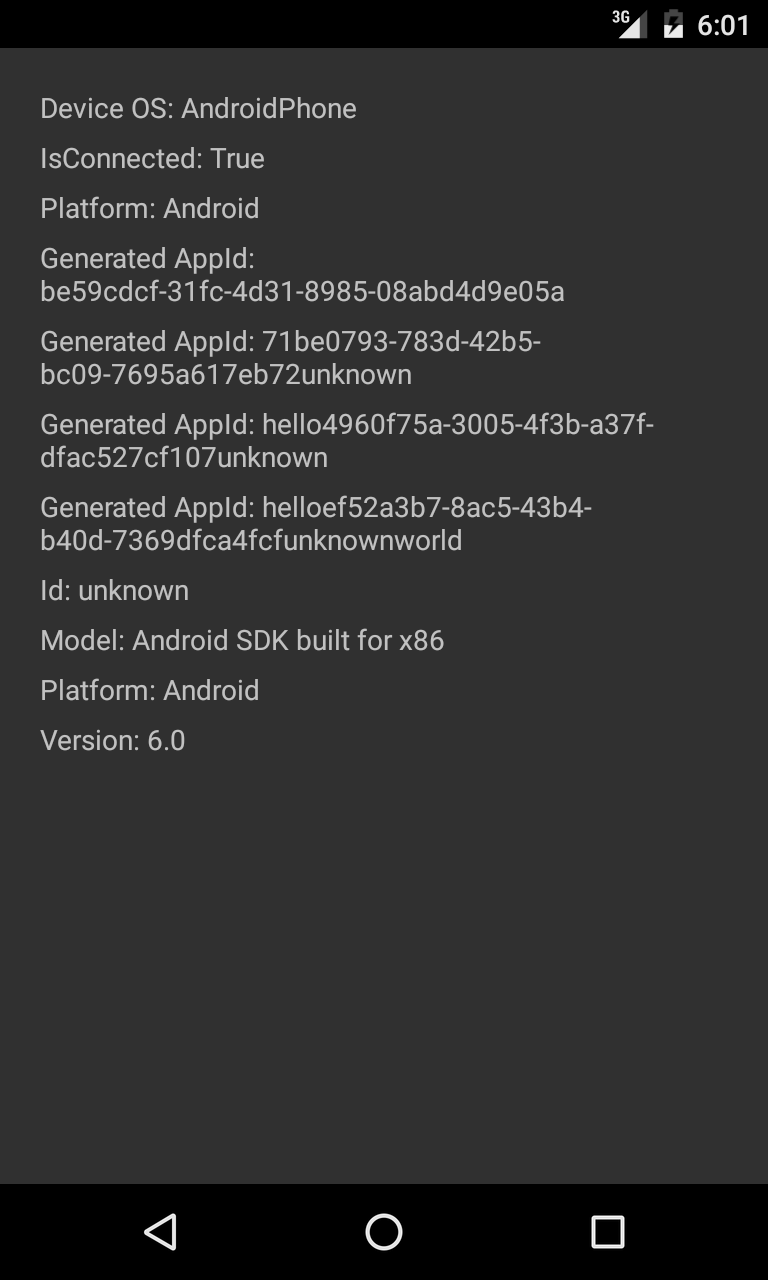 3G 6:01
Device OS: AndroidPhone
IsConnected: True
Platform: Android
Generated AppId:
be59cdcf-31fc-4d31-8985-08abd4d9e05a
Generated AppId: 71be0793-783d-42b5-
bc09-7695a617eb72unknown
Generated AppId: hello4960f75a-3005-4f3b-a37f-
dfac527cf107unknown
Generated AppId: helloef52a3b7-8ac5-43b4-
b40d-7369dfca4fcfunknownworld
Id: unknown
Model: Android SDK built for x86
Platform: Android
Version: 6.0